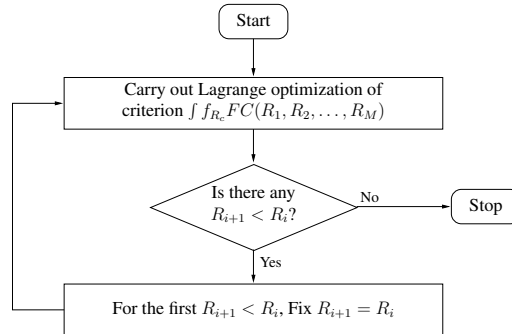 Start
Carry out Lagrange optimization of
criterion ∫ f_{R_c} FC(R_1, R_2, . . . , R_M)
Is there any
R_{i+1} < R_i?
No
Stop
Yes
For the first R_{i+1} < R_i, Fix R_{i+1} = R_i